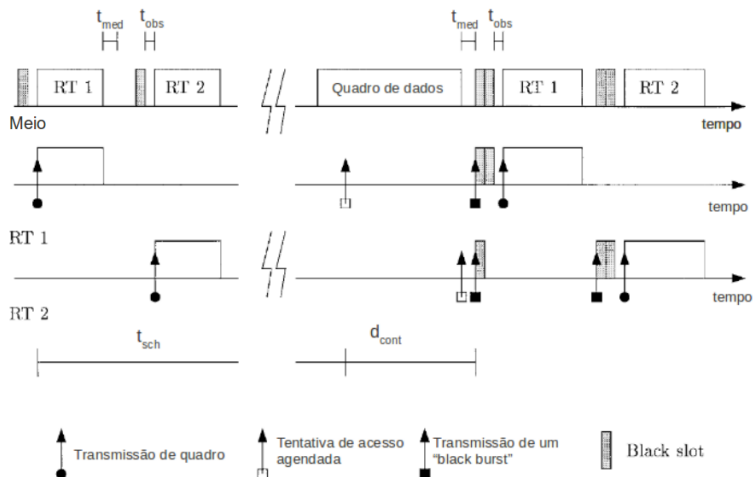 t_med t_obs t_med t_obs
RT 1 RT 2 Quadro de dados RT 1 RT 2
Meio tempo
tempo
RT 1
tempo
RT 2
t_sch d_cont
Transmissão de quadro
Tentativa de acesso
agendada
Transmissão de um
"black burst"
Black slot